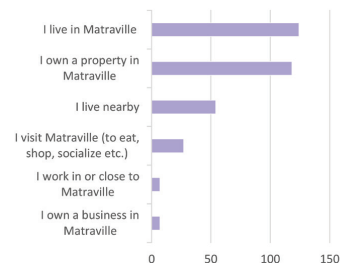 I live in Matraville
I own a property in
Matraville
I live nearby
I visit Matraville (to eat,
shop, socialize etc.)
I work in or close to
Matraville
I own a business in
Matraville
0 50 100 150